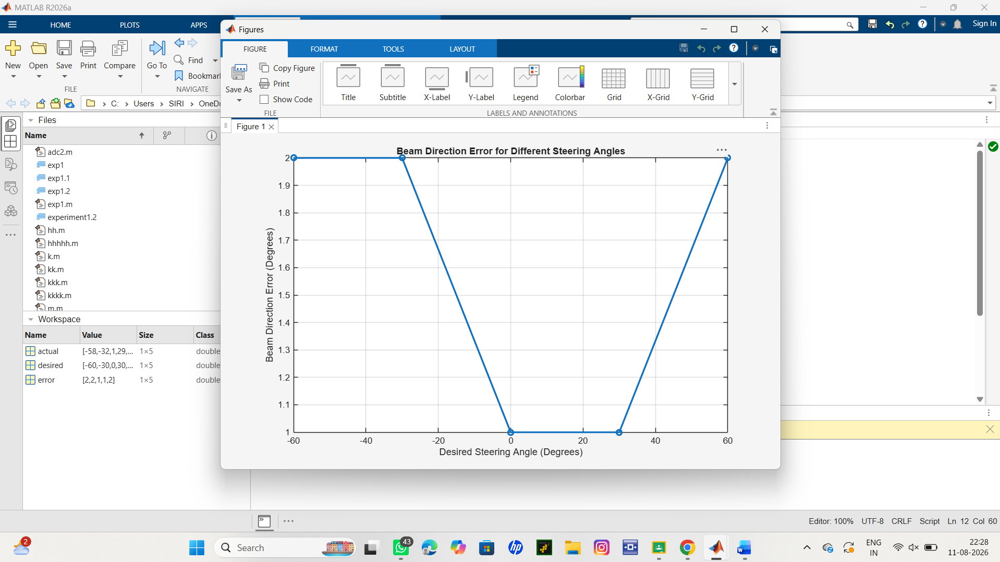 MATLAB R2026a
HOME PLOTS APPS
Sign In
New Open Save Print Compare Go To
Find
Bookmar
FILE NAVIGATE
C: > Users > SIRI > OneDr
Files
Name
adc2.m
exp1
exp1.1
exp1.2
exp1.m
experiment1.2
hh.m
hhhhh.m
k.m
kk.m
kkk.m
kkkk.m
m.m
Workspace
Name Value Size Class
actual [-58,-32,1,29,... 1×5 double
desired [-60,-30,0,30,... 1×5 double
error [2,2,1,1,2] 1×5 double
Figures
FIGURE FORMAT TOOLS LAYOUT
Save As
Copy Figure
Print
Show Code
FILE
Title Subtitle X-Label Y-Label Legend Colorbar Grid X-Grid Y-Grid
LABELS AND ANNOTATIONS
Figure 1
Beam Direction Error for Different Steering Angles
Beam Direction Error (Degrees)
2
1.9
1.8
1.7
1.6
1.5
1.4
1.3
1.2
1.1
1
-60 -40 -20 0 20 40 60
Desired Steering Angle (Degrees)
Editor: 100% UTF-8 CRLF Script Ln 12 Col 60
2
Search
43
ENG
IN
22:28
11-08-2026